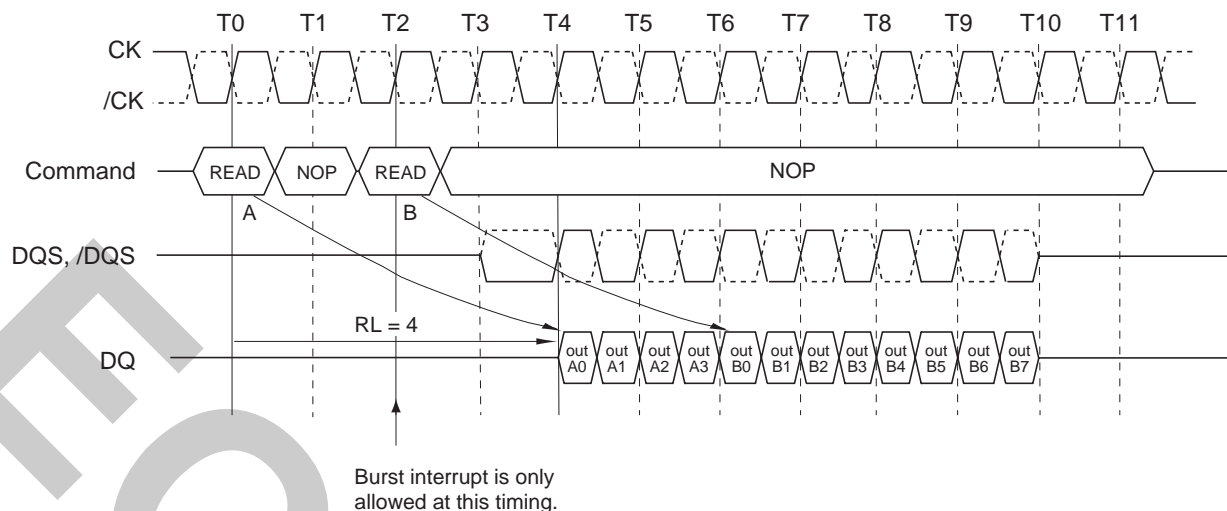 T0 T1 T2 T3 T4 T5 T6 T7 T8 T9 T10 T11
CK
/CK
Command READ NOP READ NOP
A B
DQS, /DQS
RL = 4
DQ out A0 out A1 out A2 out A3 out B0 out B1 out B2 out B3 out B4 out B5 out B6 out B7
Burst interrupt is only
allowed at this timing.